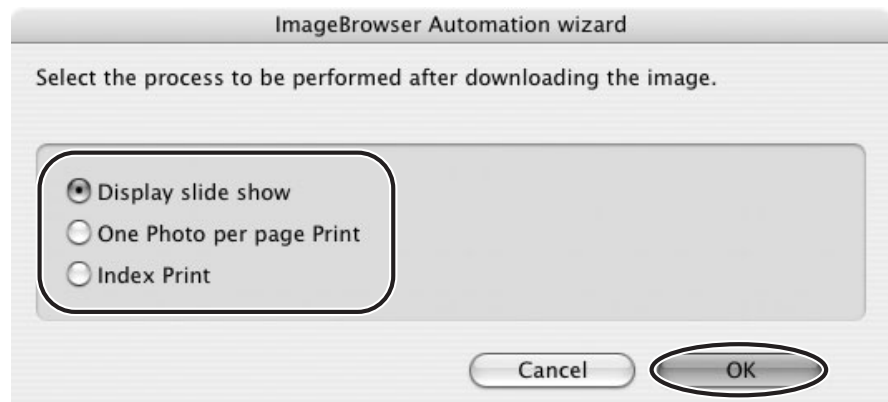 ImageBrowser Automation wizard
Select the process to be performed after downloading the image.
Display slide show
One Photo per page Print
Index Print
Cancel OK